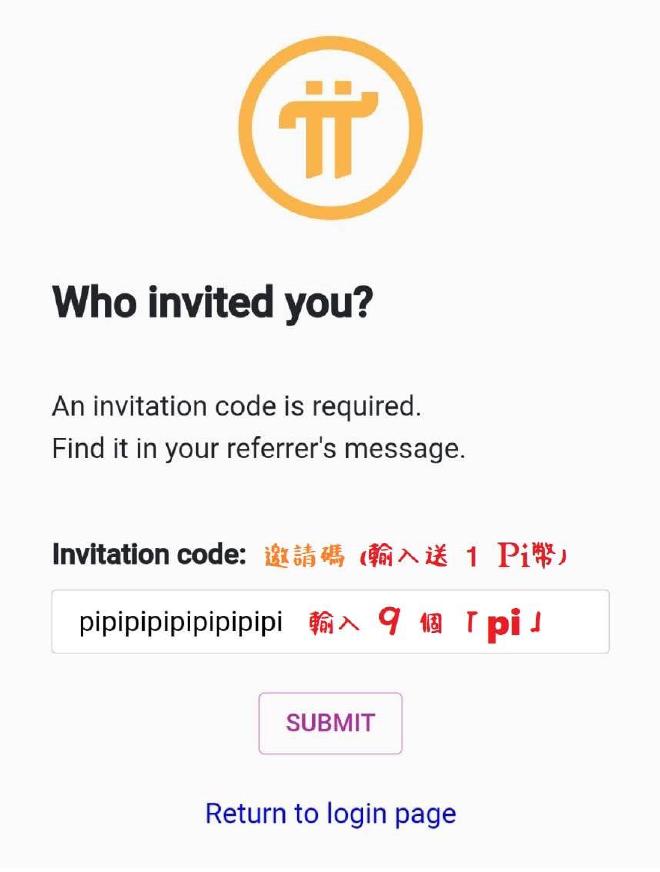 Who invited you?
An invitation code is required.
Find it in your referrer's message.
Invitation code: 邀請碼 (輸入送 1 Pi幣)
pipipipipipipipipi 輸入 9 個「pi」
SUBMIT
Return to login page